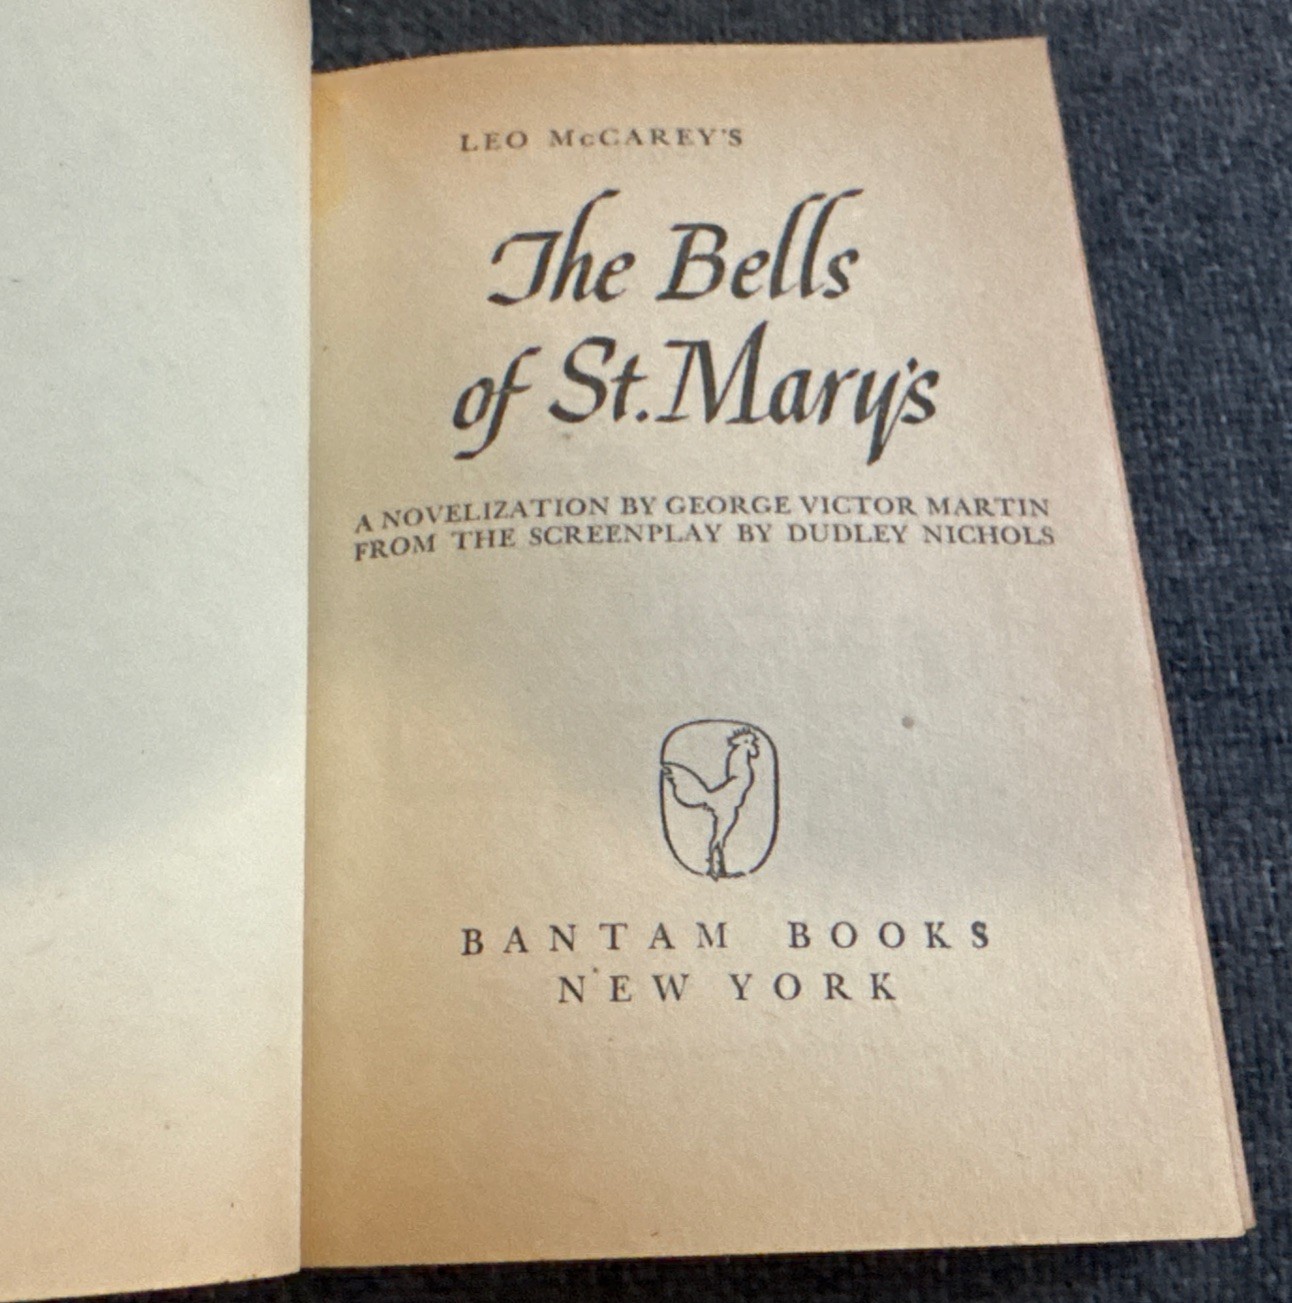 LEO McCAREY'S
The Bells
of St. Mary's
A NOVELIZATION BY GEORGE VICTOR MARTIN
FROM THE SCREENPLAY BY DUDLEY NICHOLS
BANTAM BOOKS
NEW YORK